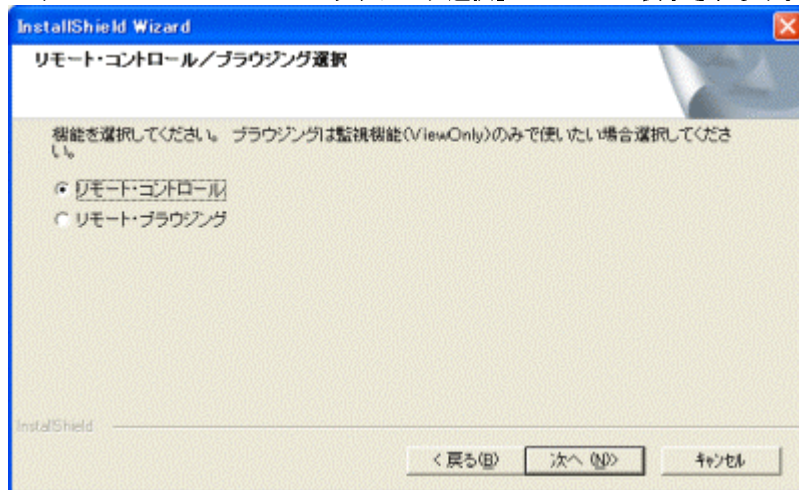 InstallShield Wizard
リモート・コントロール／ブラウジング選択
機能を選択してください。 ブラウジングは監視機能(ViewOnly)のみで使いたい場合選択してくださ
い。
リモート・コントロール
リモート・ブラウジング
InstallShield
< 戻る(B)
次へ (N)>
キャンセル